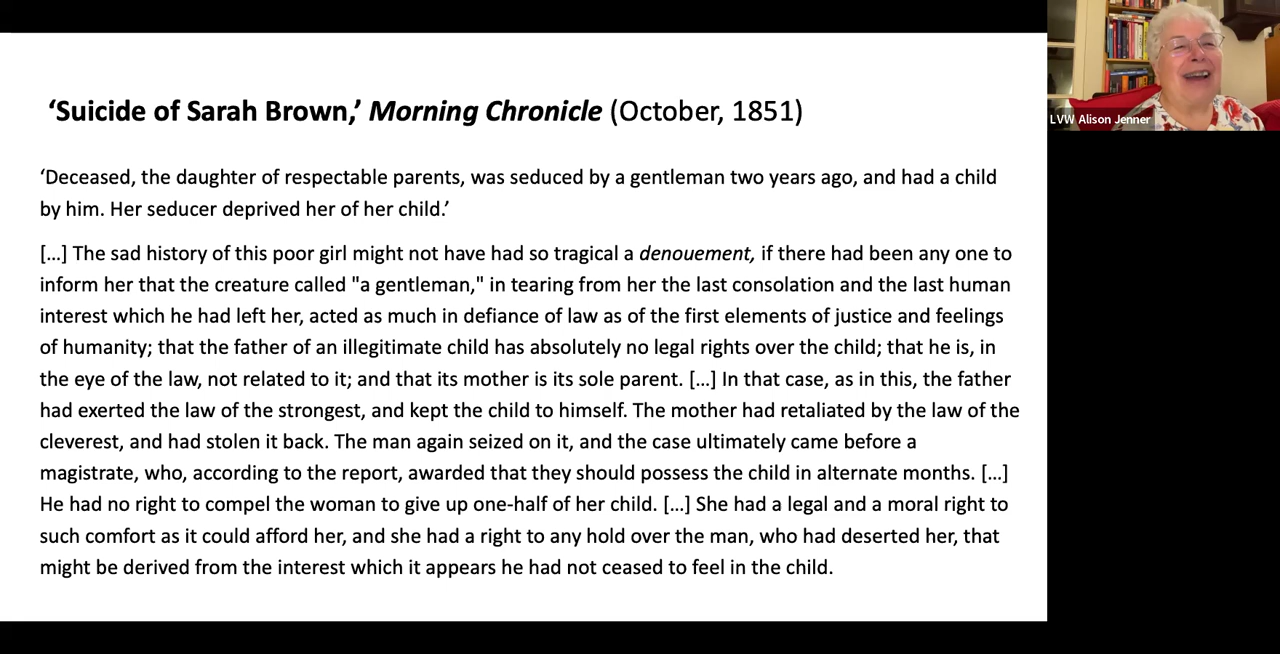 ‘Suicide of Sarah Brown,’ Morning Chronicle (October, 1851)
‘Deceased, the daughter of respectable parents, was seduced by a gentleman two years ago, and had a child
by him. Her seducer deprived her of her child.’
[...] The sad history of this poor girl might not have had so tragical a denouement, if there had been any one to
inform her that the creature called "a gentleman," in tearing from her the last consolation and the last human
interest which he had left her, acted as much in defiance of law as of the first elements of justice and feelings
of humanity; that the father of an illegitimate child has absolutely no legal rights over the child; that he is, in
the eye of the law, not related to it; and that its mother is its sole parent. [...] In that case, as in this, the father
had exerted the law of the strongest, and kept the child to himself. The mother had retaliated by the law of the
cleverest, and had stolen it back. The man again seized on it, and the case ultimately came before a
magistrate, who, according to the report, awarded that they should possess the child in alternate months. [...]
He had no right to compel the woman to give up one-half of her child. [...] She had a legal and a moral right to
such comfort as it could afford her, and she had a right to any hold over the man, who had deserted her, that
might be derived from the interest which it appears he had not ceased to feel in the child.
LVW Alison Jenner